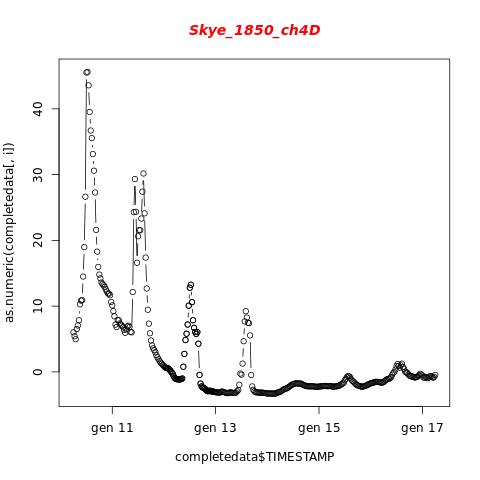 Skye_1850_ch4D
as.numeric(completedata[, i])
40
30
20
10
0
gen 11
gen 13
gen 15
gen 17
completedata$TIMESTAMP